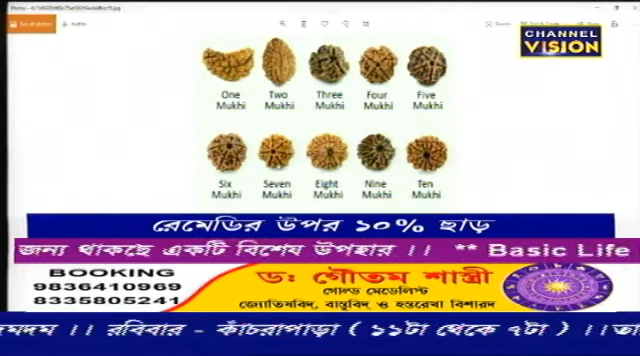 CHANNEL
VISION
One Mukhi
Two Mukhi
Three Mukhi
Four Mukhi
Five Mukhi
Six Mukhi
Seven Mukhi
Eight Mukhi
Nine Mukhi
Ten Mukhi
রেমেডির উপর ১০% ছাড়
জন্য থাকছে একটি বিশেষ উপহার ।। ** Basic Life
BOOKING
9836410969
8335805241
ডঃ গৌতম শাস্ত্রী
গোল্ড মেডেলিস্ট
জ্যোতিষবিদ, বাস্তুবিদ ও হস্তরেখা বিশারদ
।। রবিবার - কাঁচরাপাড়া ( ১১টা থেকে ৭টা ) ।।